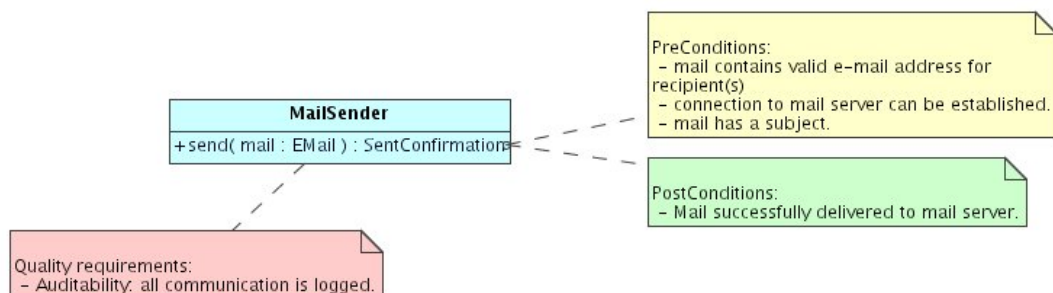 PreConditions:
- mail contains valid e-mail address for
recipient(s)
- connection to mail server can be established.
- mail has a subject.
MailSender
+send( mail : EMail ) : SentConfirmation
PostConditions:
- Mail successfully delivered to mail server.
Quality requirements:
- Auditability: all communication is logged.